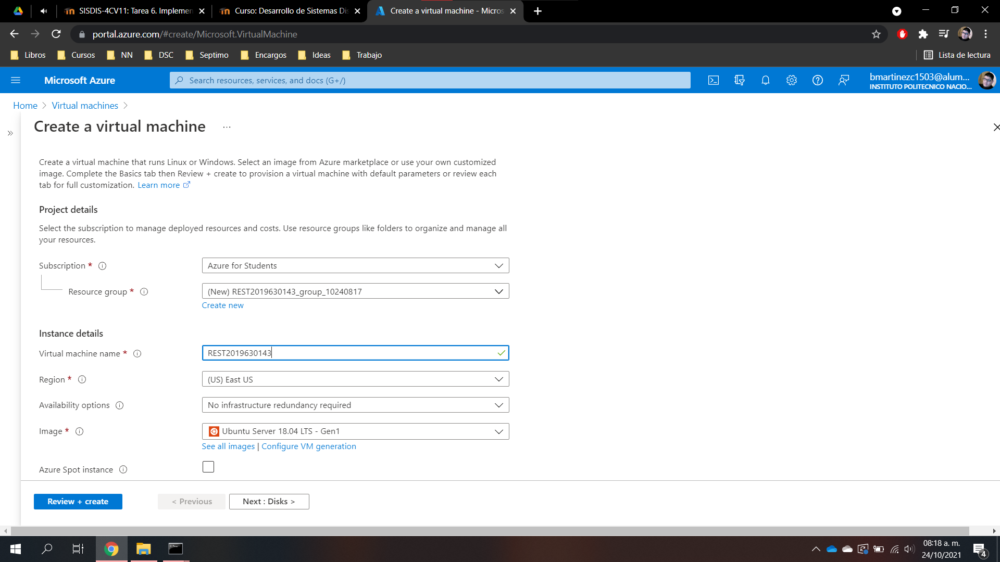 SISDIS-4CV11: Tarea 6. Implemen
Curso: Desarrollo de Sistemas Dis
Create a virtual machine - Micros
portal.azure.com/#create/Microsoft.VirtualMachine
Libros
Cursos
NN
DSC
Septimo
Encargos
Ideas
Trabajo
Lista de lectura
Microsoft Azure
Search resources, services, and docs (G+/)
bmartinezc1503@alum...
INSTITUTO POLITECNICO NACIO...
Home > Virtual machines >
Create a virtual machine ...
Create a virtual machine that runs Linux or Windows. Select an image from Azure marketplace or use your own customized
image. Complete the Basics tab then Review + create to provision a virtual machine with default parameters or review each
tab for full customization. Learn more
Project details
Select the subscription to manage deployed resources and costs. Use resource groups like folders to organize and manage all
your resources.
Subscription *
Azure for Students
Resource group *
(New) REST2019630143_group_10240817
Create new
Instance details
Virtual machine name *
REST2019630143
Region *
(US) East US
Availability options
No infrastructure redundancy required
Image *
Ubuntu Server 18.04 LTS - Gen1
See all images | Configure VM generation
Azure Spot instance
Review + create
< Previous
Next : Disks >
08:18 a. m.
24/10/2021
4